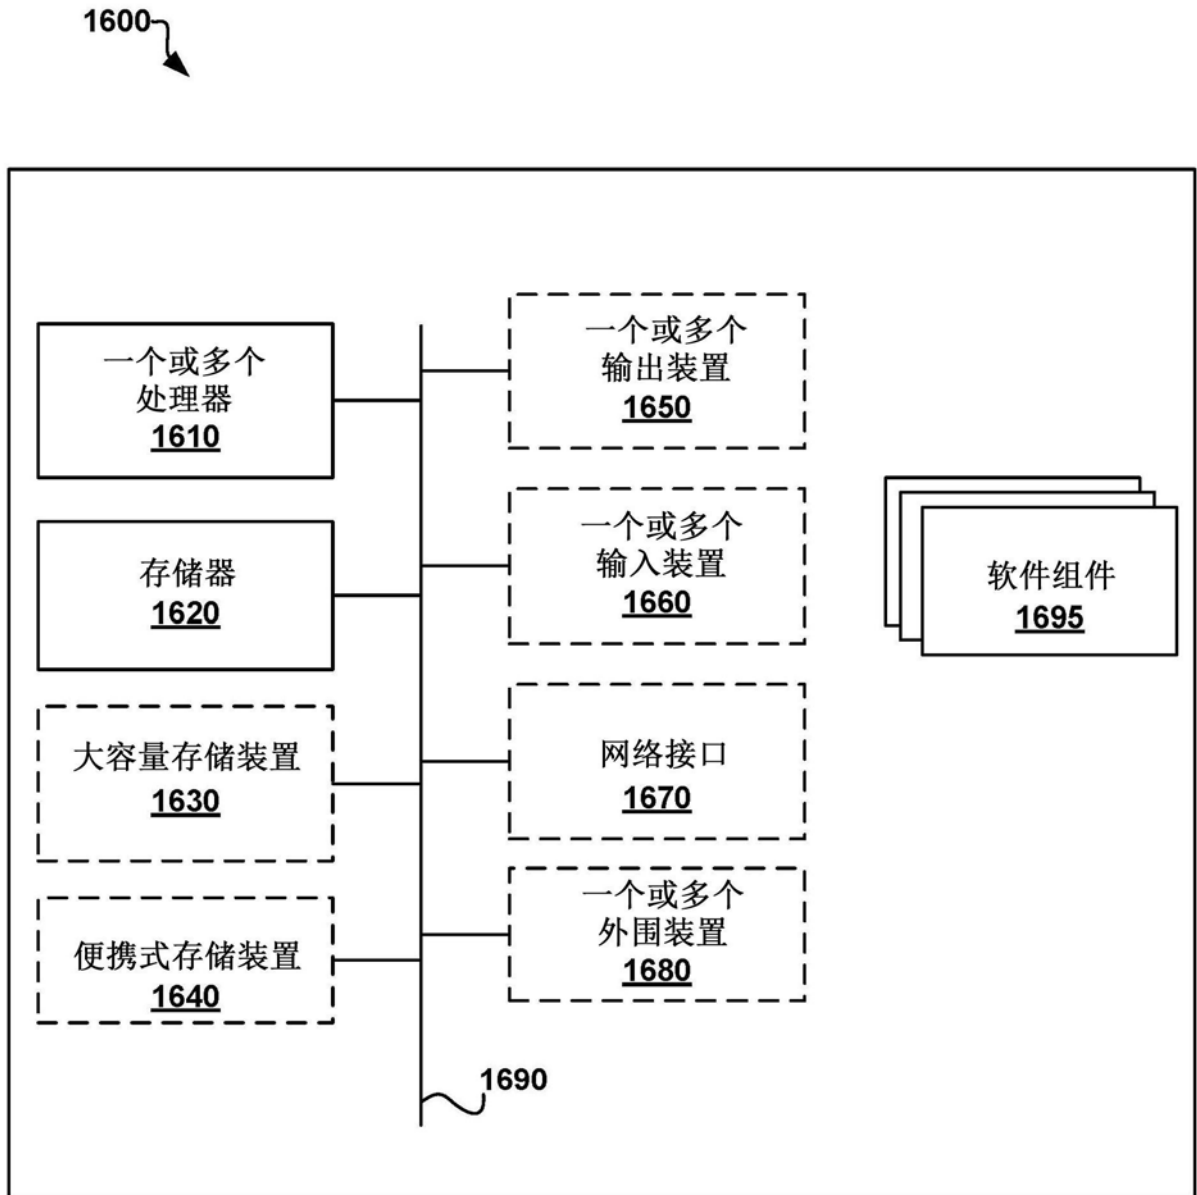 1600
一个或多个
处理器
1610
存储器
1620
大容量存储装置
1630
便携式存储装置
1640
一个或多个
输出装置
1650
一个或多个
输入装置
1660
网络接口
1670
一个或多个
外围装置
1680
1690
软件组件
1695